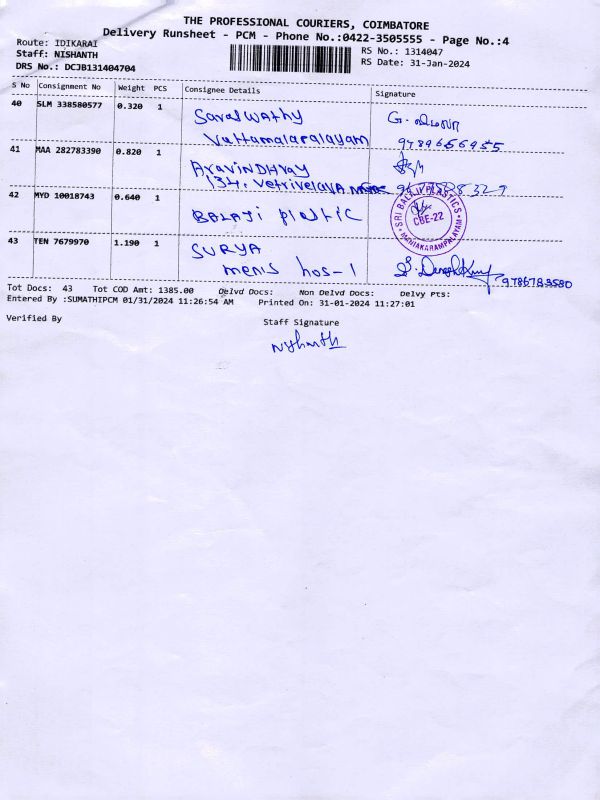 THE PROFESSIONAL COURIERS, COIMBATORE
Delivery Runsheet - PCM - Phone No.:0422-3505555 - Page No.:4
Route: IDIKARAI
RS No.: 1314047
Staff: NISHANTH
RS Date: 31-Jan-2024
DRS No.: DCJB131404704
S No Consignment No Weight PCS Consignee Details Signature
40 SLM 338580577 0.320 1 Saraswathy
Vattamalaipalayam
G.
9789656955
41 MAA 282783390 0.820 1 AravinDHray
134, vetrivelava
42 MYD 10018743 0.640 1 BALAJI plastic
SRI BALAJI PLASTICS
CBE-22
43 TEN 7679970 1.190 1 SURYA
mens hos-1
9786783580
Tot Docs: 43 Tot COD Amt: 1385.00 Delvd Docs: Non Delvd Docs: Delvy Pts:
Entered By :SUMATHIPCM 01/31/2024 11:26:54 AM Printed On: 31-01-2024 11:27:01
Verified By
Staff Signature
Nishanth